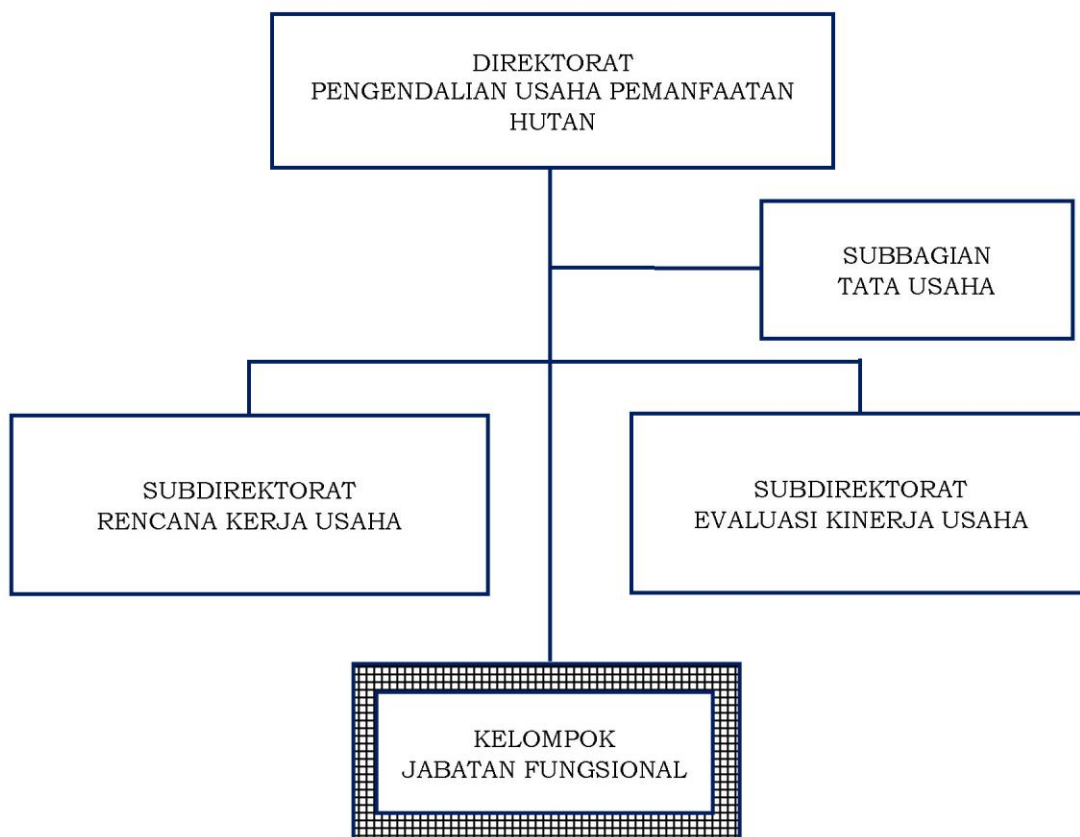 DIREKTORAT
PENGENDALIAN USAHA PEMANFAATAN
HUTAN
SUBBAGIAN
TATA USAHA
SUBDIREKTORAT
RENCANA KERJA USAHA
SUBDIREKTORAT
EVALUASI KINERJA USAHA
KELOMPOK
JABATAN FUNGSIONAL